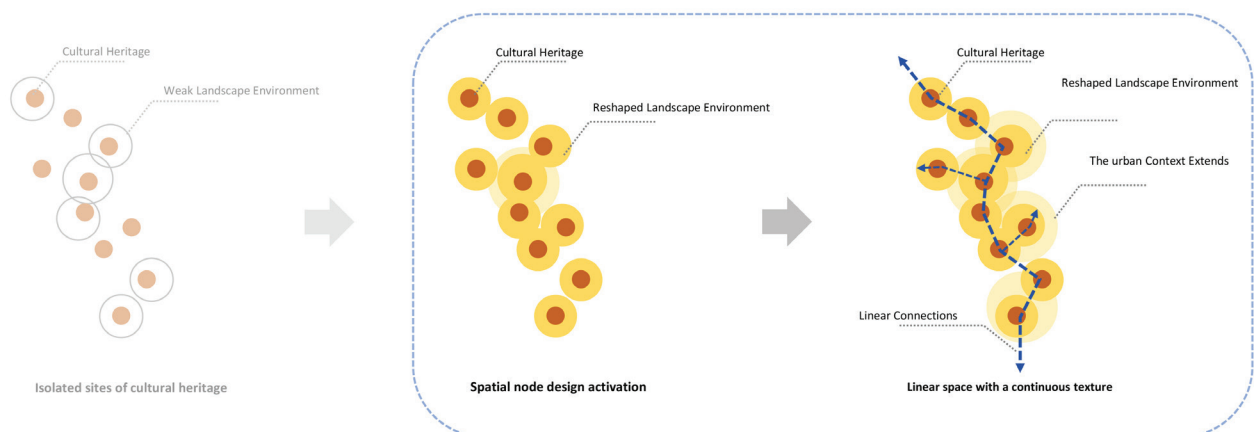 Cultural Heritage
Weak Landscape Environment
Isolated sites of cultural heritage
Cultural Heritage
Reshaped Landscape Environment
Spatial node design activation
Cultural Heritage
Reshaped Landscape Environment
The urban Context Extends
Linear Connections
Linear space with a continuous texture